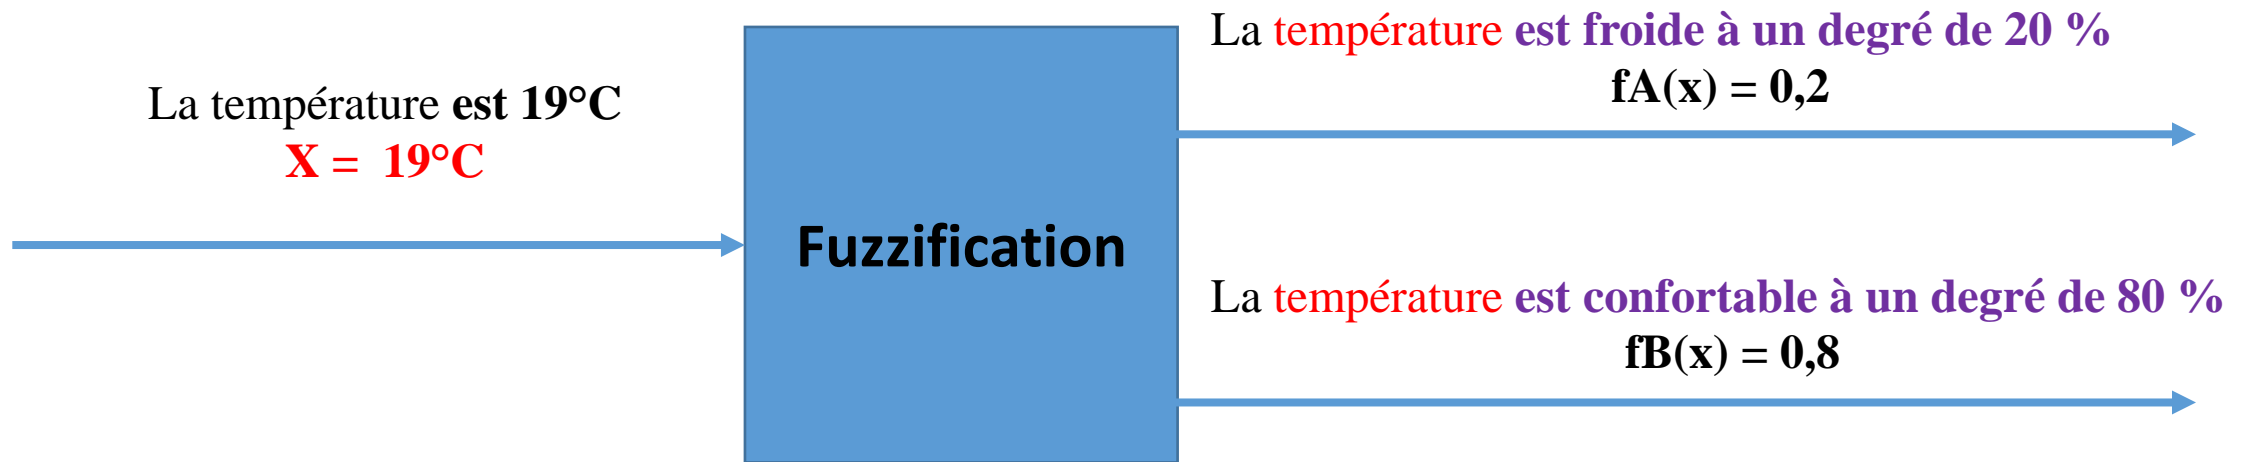 La température est 19°C
X = 19°C
Fuzzification
La température est froide à un degré de 20 %
fA(x) = 0,2
La température est confortable à un degré de 80 %
fB(x) = 0,8